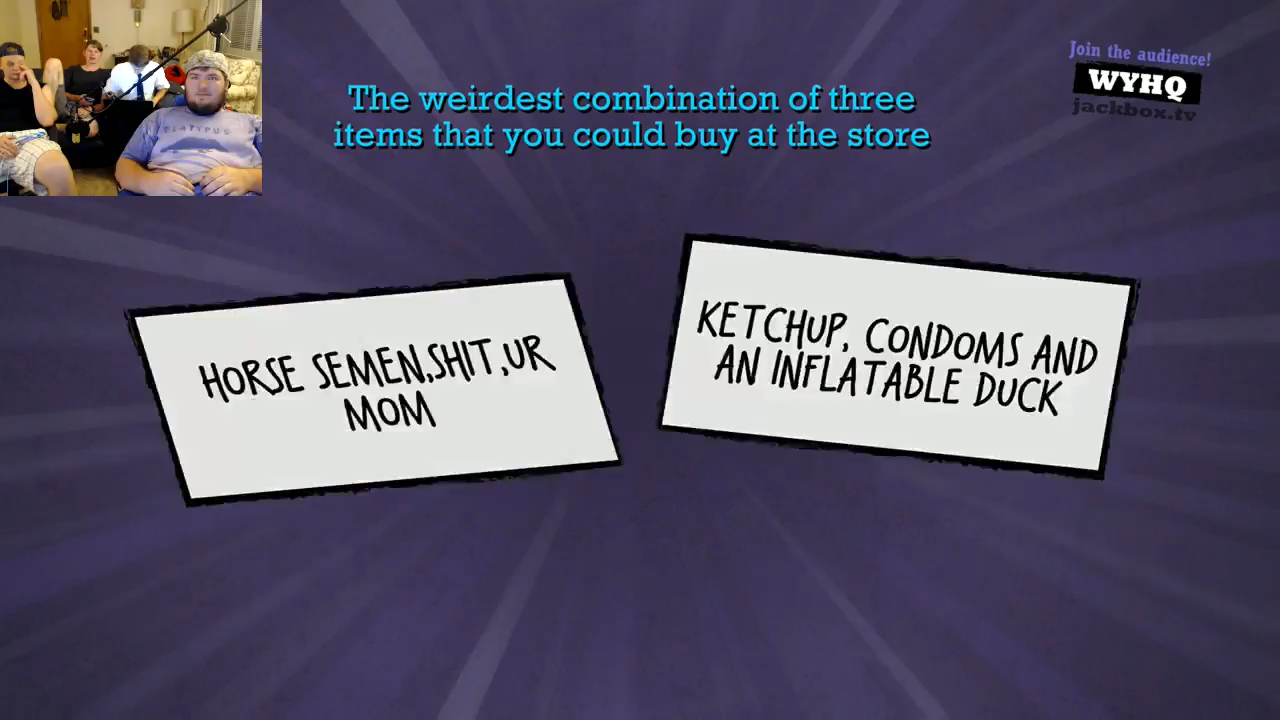 Join the audience!
WYHQ
jackbox.tv
The weirdest combination of three
items that you could buy at the store
PLATYPUS
HORSE SEMEN,SHIT,UR
MOM
KETCHUP, CONDOMS AND
AN INFLATABLE DUCK